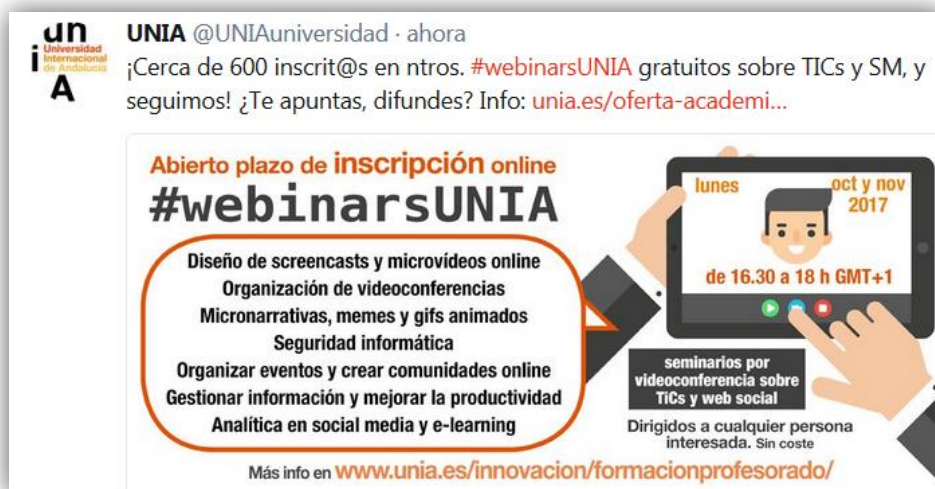 un
i Universidad
Internacional
de Andalucía
A
UNIA @UNIAuniversidad · ahora
¡Cerca de 600 inscrit@s en ntros. #webinarsUNIA gratuitos sobre TICs y SM, y
seguimos! ¿Te apuntas, difundes? Info: unia.es/oferta-academi...
Abierto plazo de inscripción online
#webinarsUNIA
Diseño de screencasts y microvídeos online
Organización de videoconferencias
Micronarrativas, memes y gifs animados
Seguridad informática
Organizar eventos y crear comunidades online
Gestionar información y mejorar la productividad
Analítica en social media y e-learning
lunes
oct y nov
2017
de 16.30 a 18 h GMT+1
seminarios por
videoconferencia sobre
TiCs y web social
Dirigidos a cualquier persona
interesada. Sin coste
Más info en www.unia.es/innovacion/formacionprofesorado/